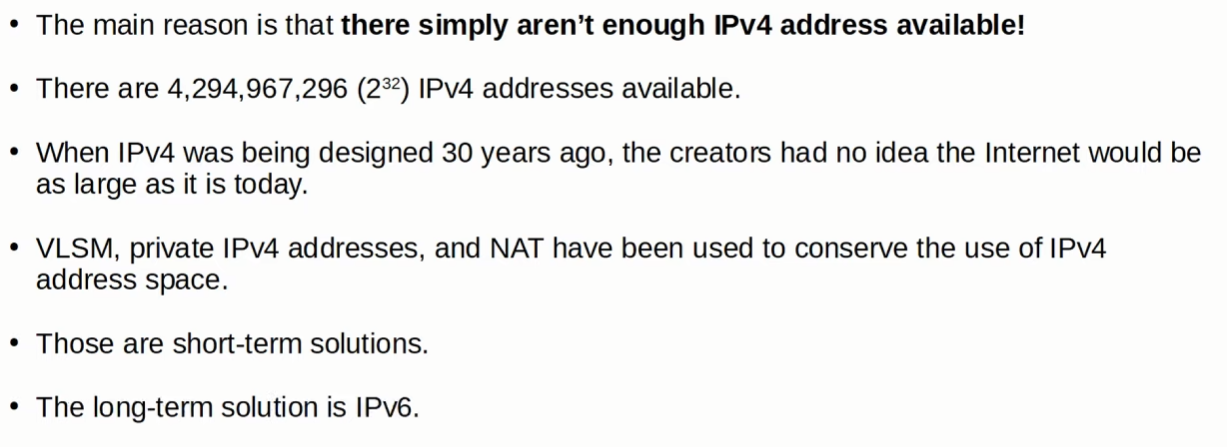 • The main reason is that there simply aren’t enough IPv4 address available!
• There are 4,294,967,296 (2³²) IPv4 addresses available.
• When IPv4 was being designed 30 years ago, the creators had no idea the Internet would be
as large as it is today.
• VLSM, private IPv4 addresses, and NAT have been used to conserve the use of IPv4
address space.
• Those are short-term solutions.
• The long-term solution is IPv6.